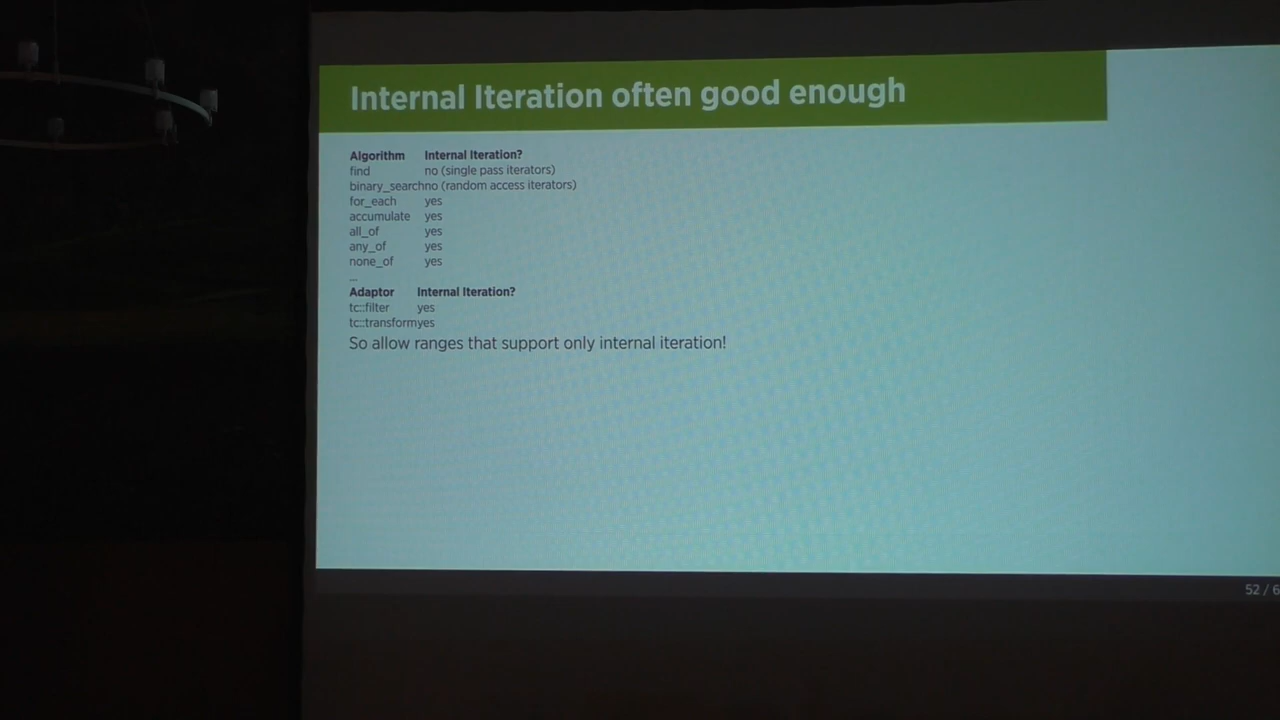 Internal Iteration often good enough
Algorithm Internal Iteration?
find no (single pass iterators)
binary_searchno (random access iterators)
for_each yes
accumulate yes
all_of yes
any_of yes
none_of yes
...
Adaptor Internal Iteration?
tc::filter yes
tc::transformyes
So allow ranges that support only internal iteration!
52 / 6